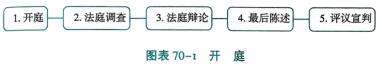 1. 开庭
2. 法庭调查
3. 法庭辩论
4. 最后陈述
5. 评议宣判
图表 70-1 开 庭